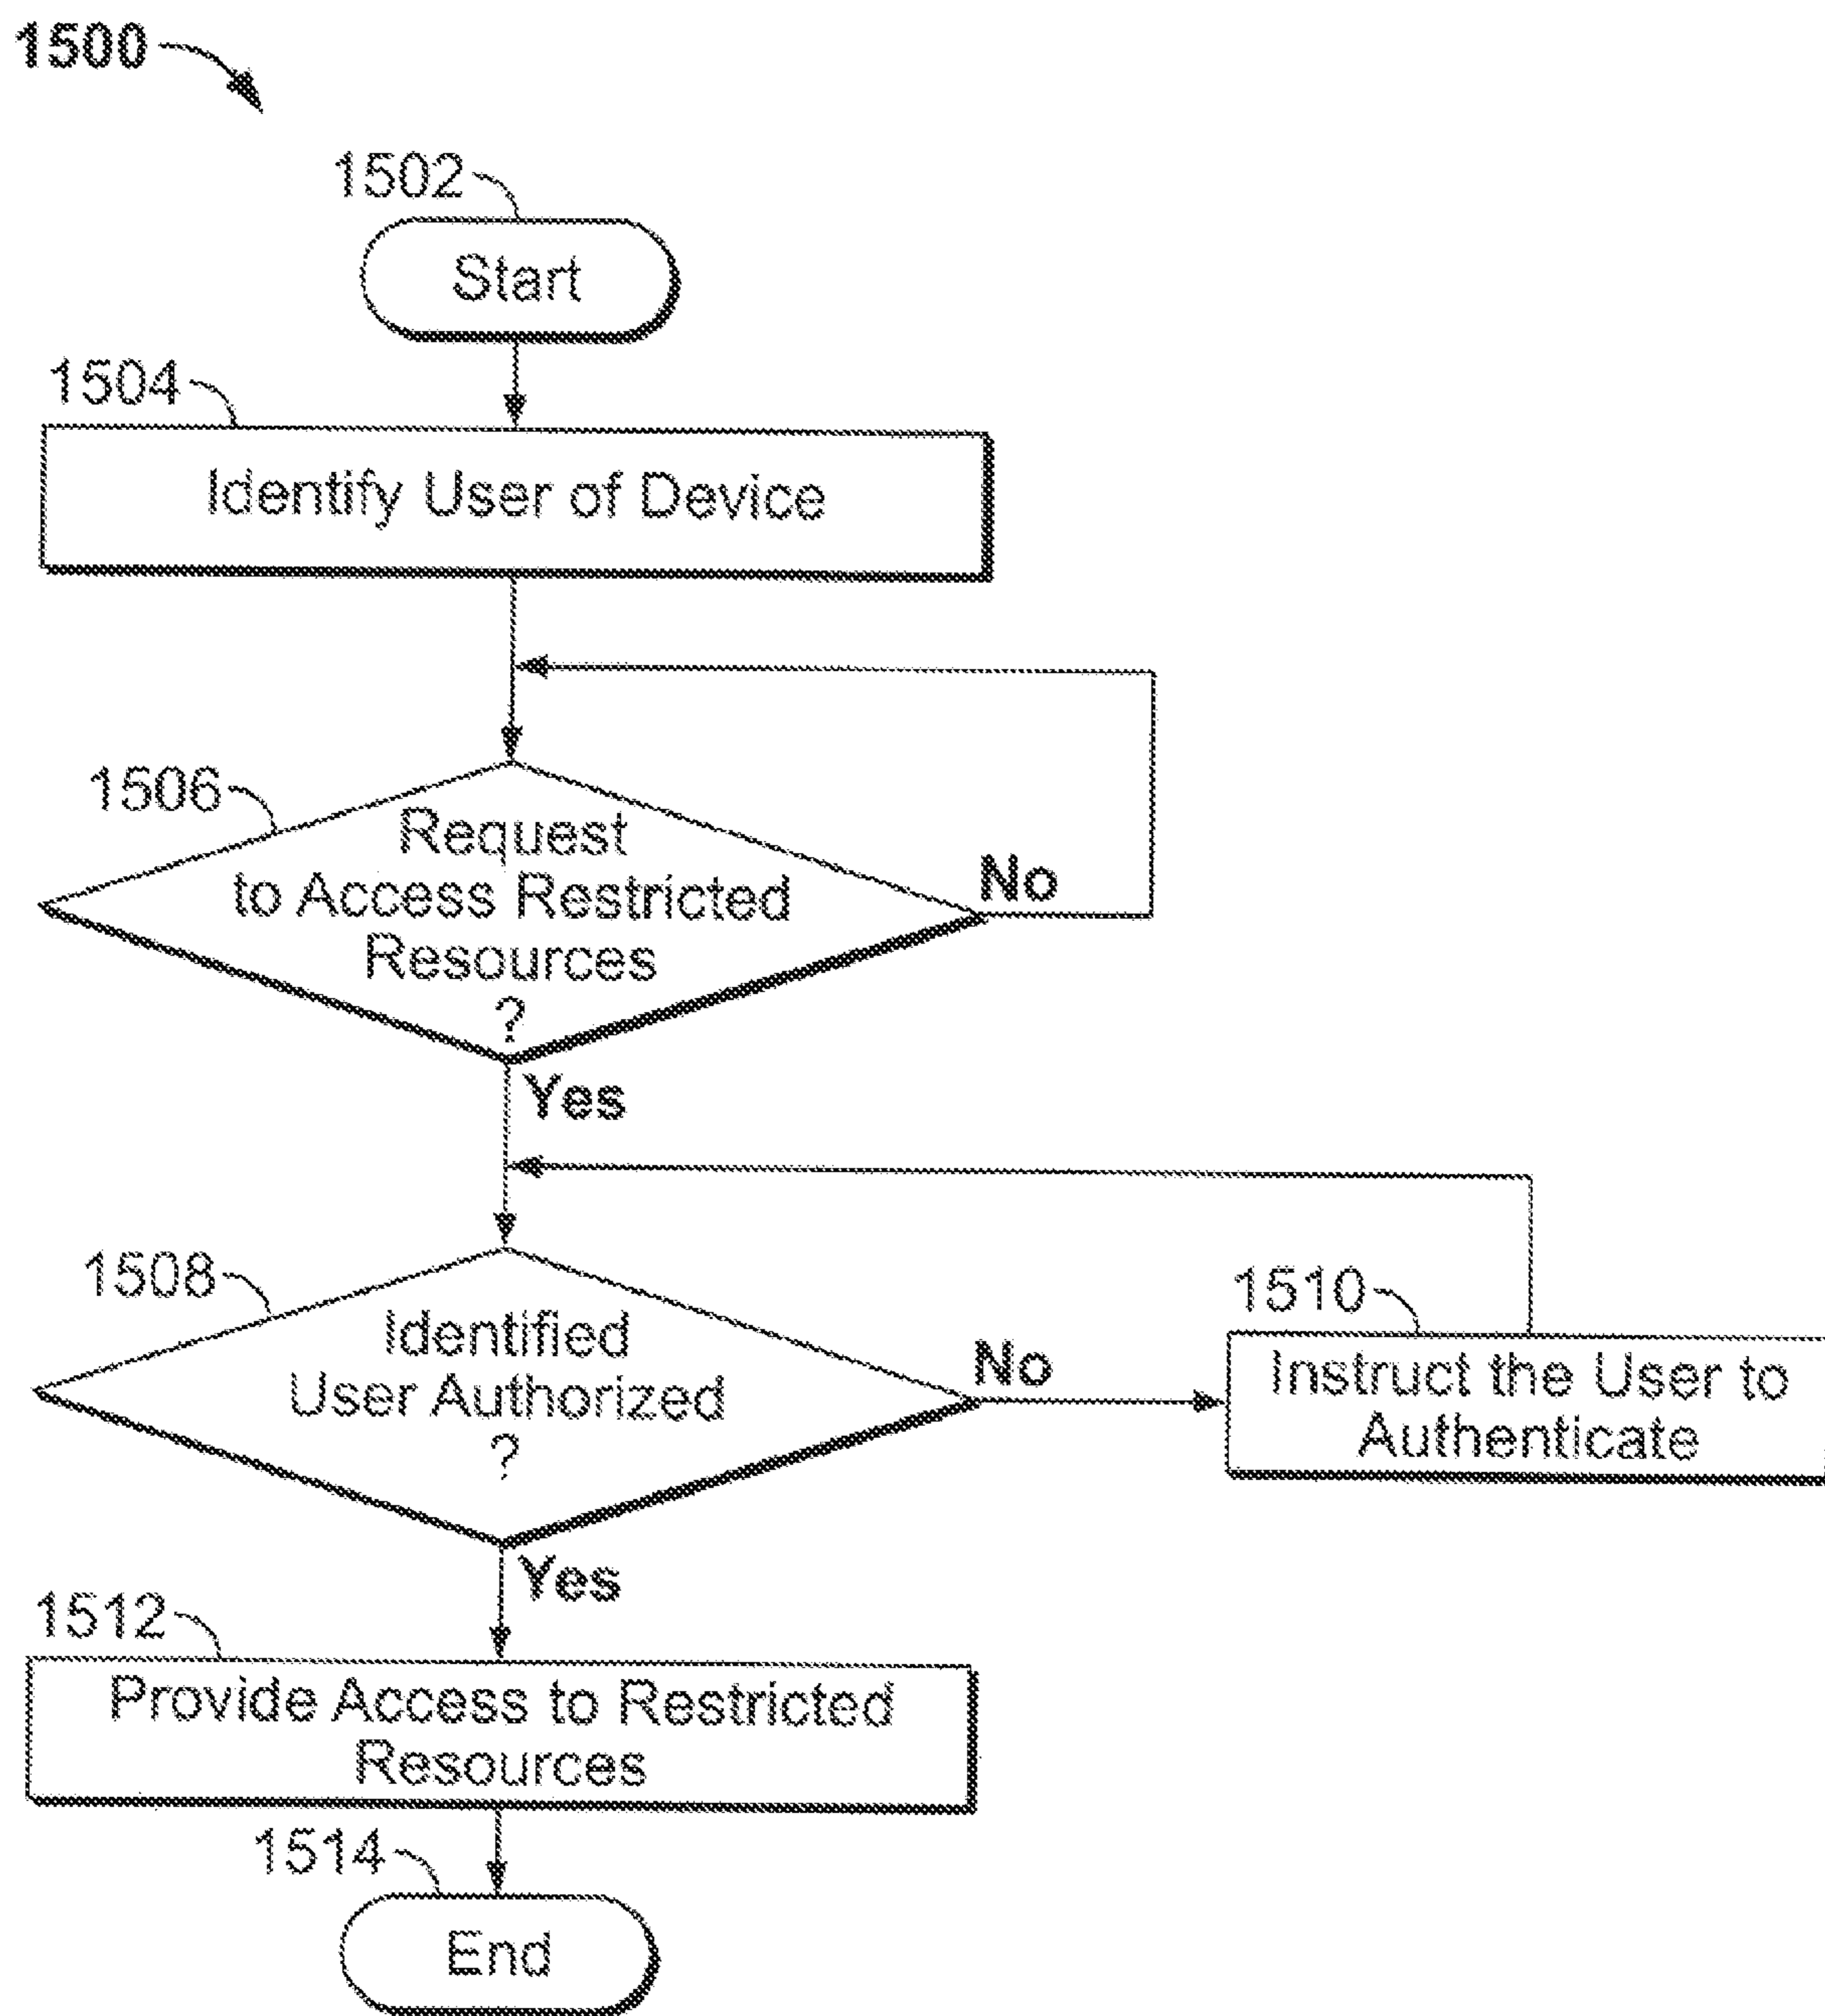 1500
1502
Start
1504
Identify User of Device
1506
Request
to Access Restricted
Resources
?
No
Yes
1508
Identified
User Authorized
?
No
1510
Instruct the User to
Authenticate
Yes
1512
Provide Access to Restricted
Resources
1514
End